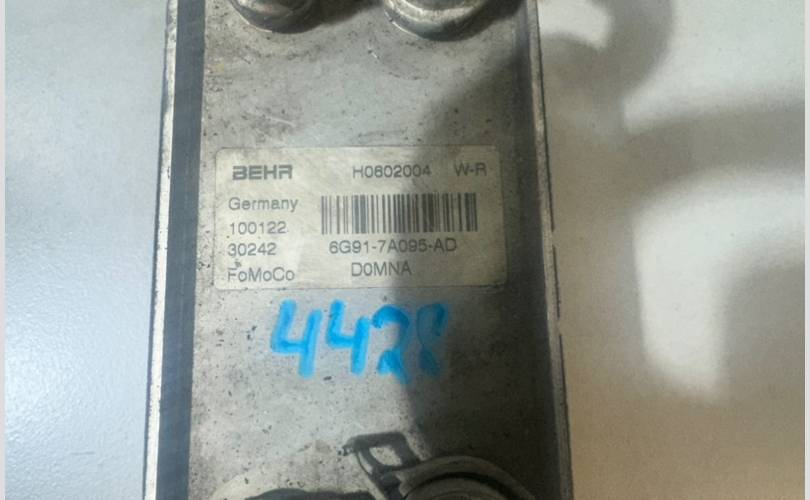 BEHR H0602004 W-R
Germany
100122
30242 6G91-7A095-AD
FoMoCo D0MNA
4428